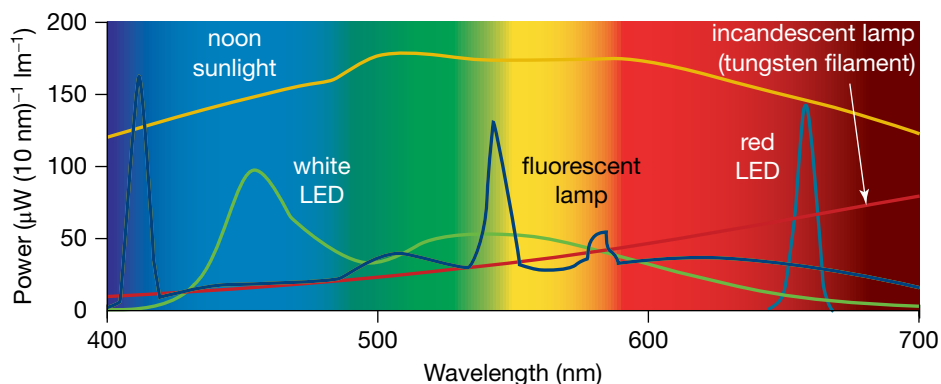 200
150
100
50
0
Power (μW (10 nm)⁻¹ lm⁻¹)
noon
sunlight
white
LED
fluorescent
lamp
red
LED
incandescent lamp
(tungsten filament)
400
500
600
700
Wavelength (nm)